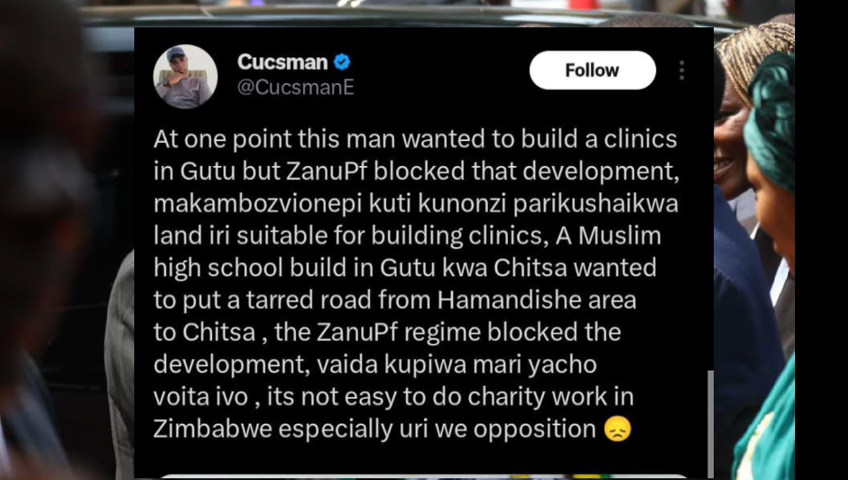 Cucsman
@CucsmanE
Follow
At one point this man wanted to build a clinics
in Gutu but ZanuPf blocked that development,
makambozvionepi kuti kunonzi parikushaikwa
land iri suitable for building clinics, A Muslim
high school build in Gutu kwa Chitsa wanted
to put a tarred road from Hamandishe area
to Chitsa , the ZanuPf regime blocked the
development, vaida kupiwa mari yacho
voita ivo , its not easy to do charity work in
Zimbabwe especially uri we opposition 😞